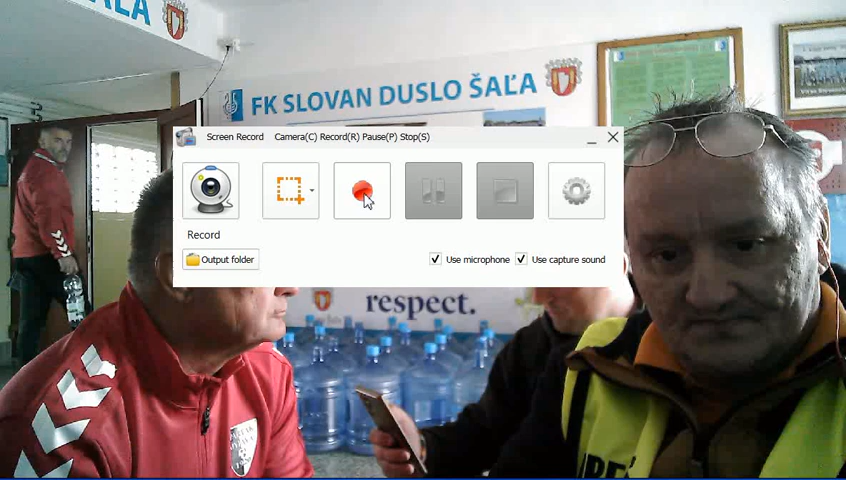 ŠAĽA
FK SLOVAN DUSLO ŠAĽA
Screen Record Camera(C) Record(R) Pause(P) Stop(S)
Record
Output folder
Use microphone
Use capture sound
respect.